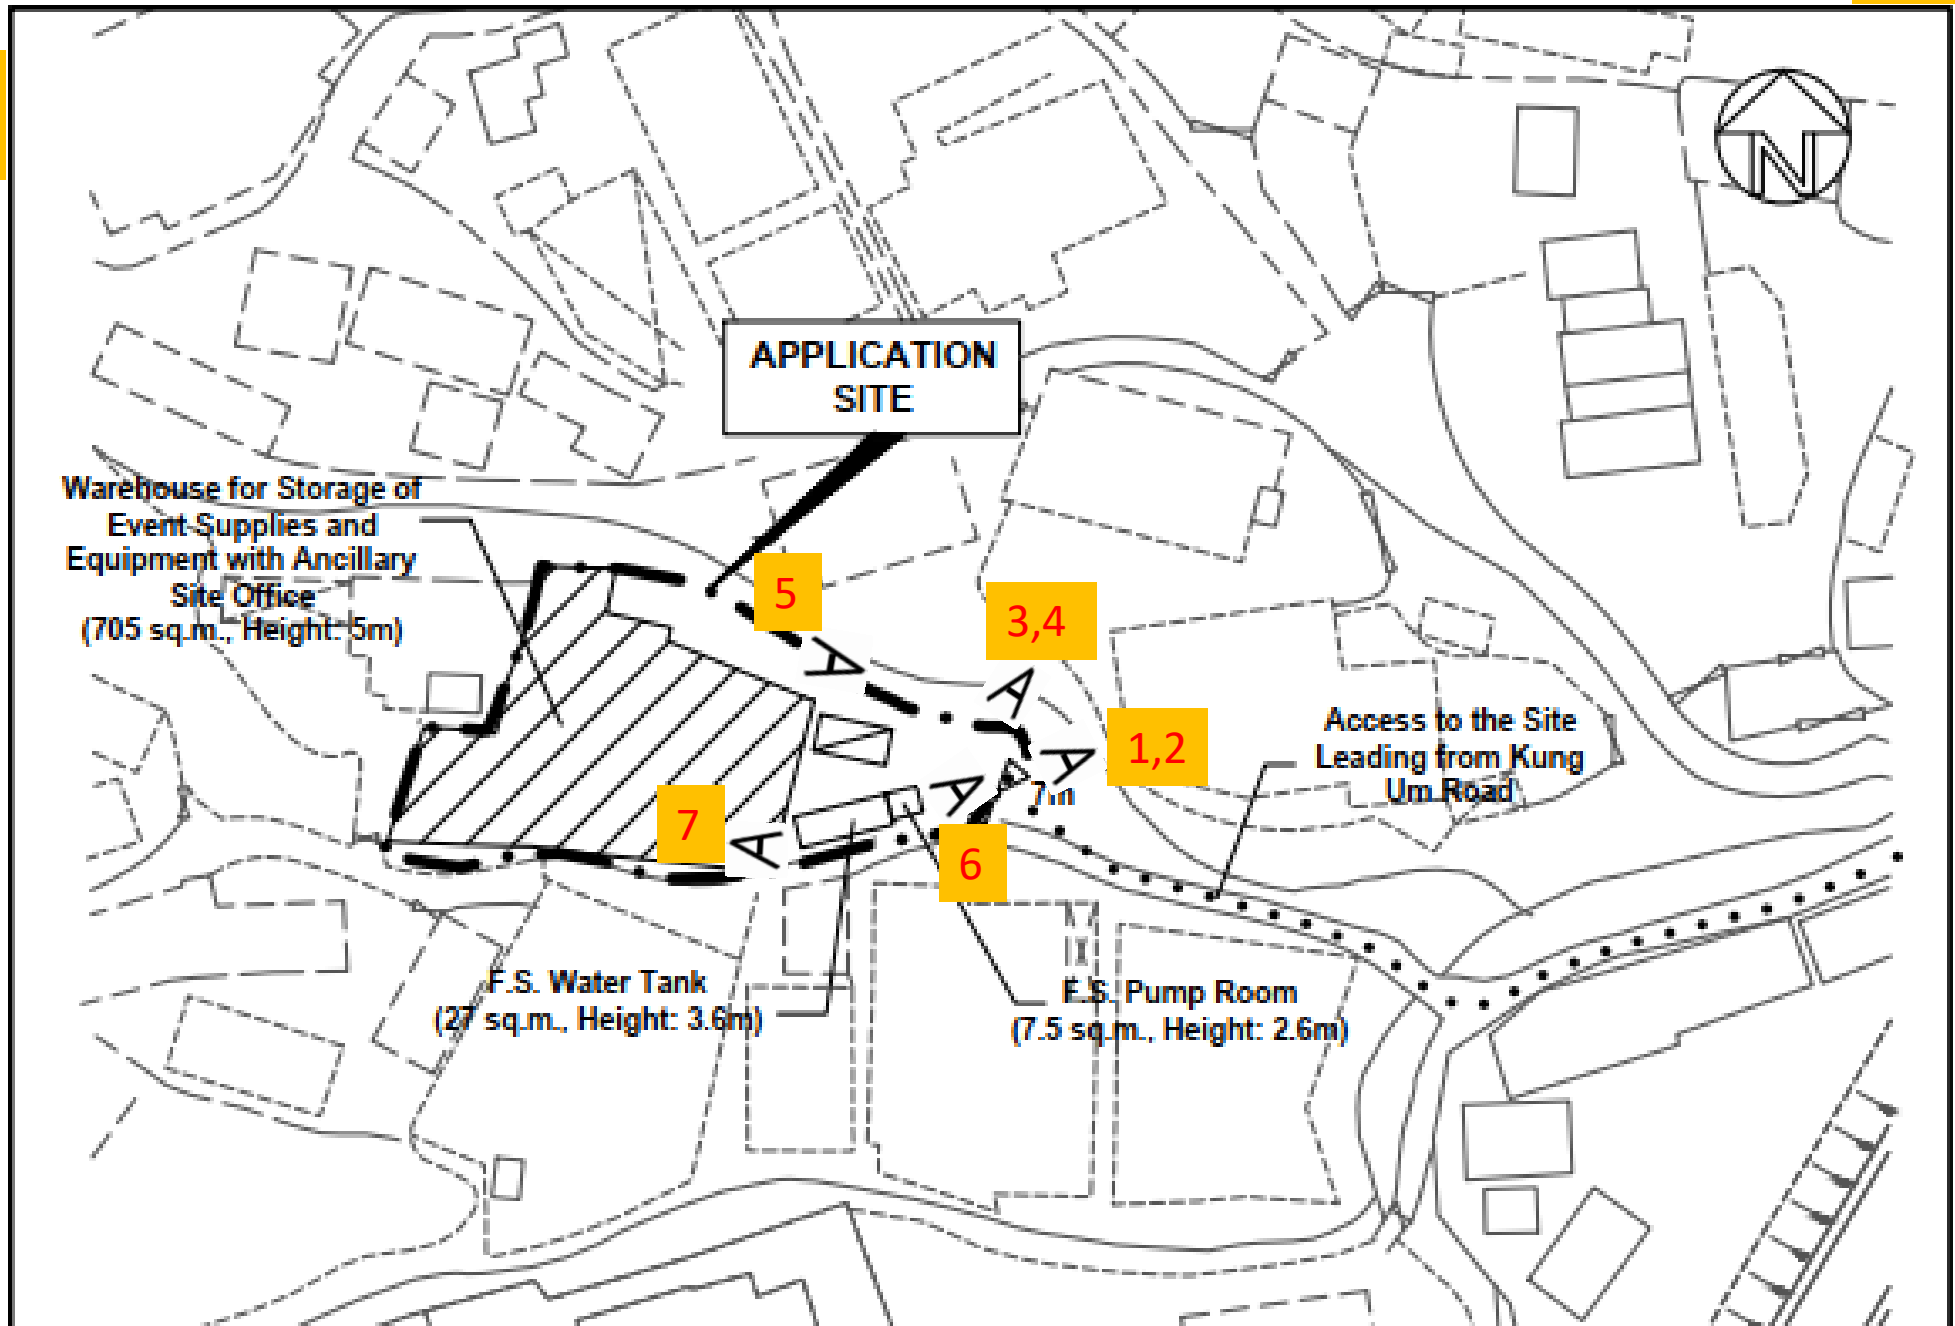 N
APPLICATION
SITE
Warehouse for Storage of
Event Supplies and
Equipment with Ancillary
Site Office
(705 sq.m., Height: 5m)
5
3,4
1,2
7m
Access to the Site
Leading from Kung
Um Road
7
6
F.S. Water Tank
(27 sq.m., Height: 3.6m)
F.S. Pump Room
(7.5 sq.m., Height: 2.6m)